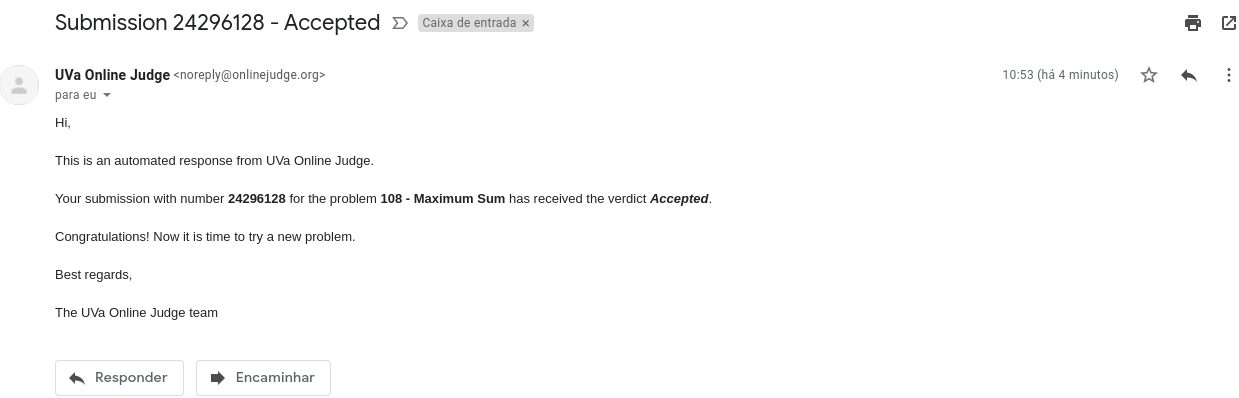 Submission 24296128 - Accepted Caixa de entrada ×
UVa Online Judge <noreply@onlinejudge.org> 10:53 (há 4 minutos)
para eu
Hi,
This is an automated response from UVa Online Judge.
Your submission with number 24296128 for the problem 108 - Maximum Sum has received the verdict Accepted.
Congratulations! Now it is time to try a new problem.
Best regards,
The UVa Online Judge team
Responder Encaminhar